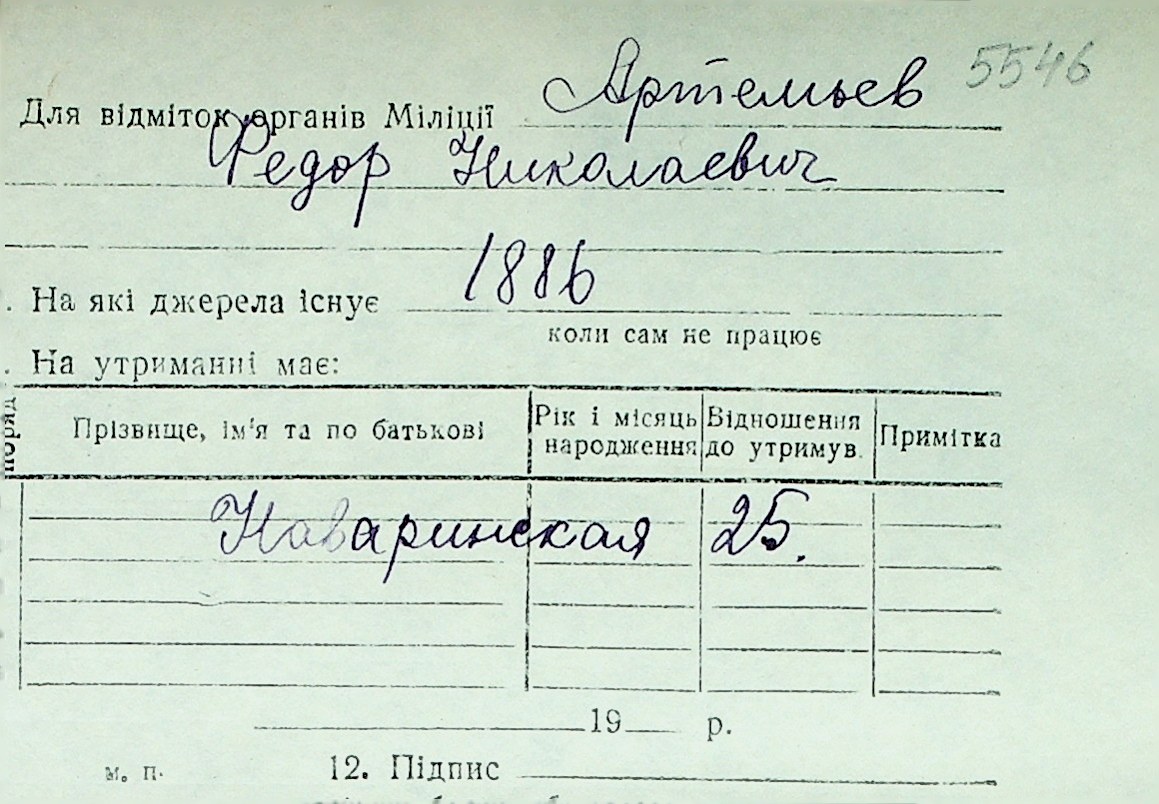 5546
Для відміток органів Міліції Артемьев
Федор Николаевич
1886
. На які джерела існує
коли сам не працює
. На утриманні має:
поряд
Прізвище, ім'я та по батькові
Рік і місяць народження
Відношення до утримув.
Примітка
Наваринская 25.
19 р.
м. п. 12. Підпис